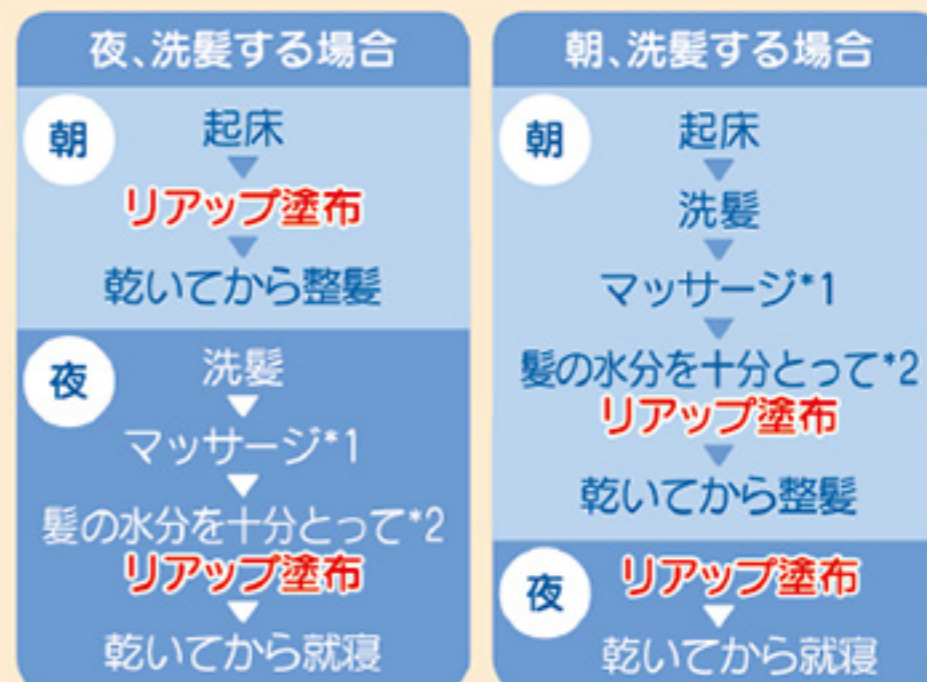 夜、洗髪する場合
朝
起床
リアップ塗布
乾いてから整髪
夜
洗髪
マッサージ*1
髪の水分を十分とって*2
リアップ塗布
乾いてから就寝
朝、洗髪する場合
朝
起床
洗髪
マッサージ*1
髪の水分を十分とって*2
リアップ塗布
乾いてから整髪
夜
リアップ塗布
乾いてから就寝